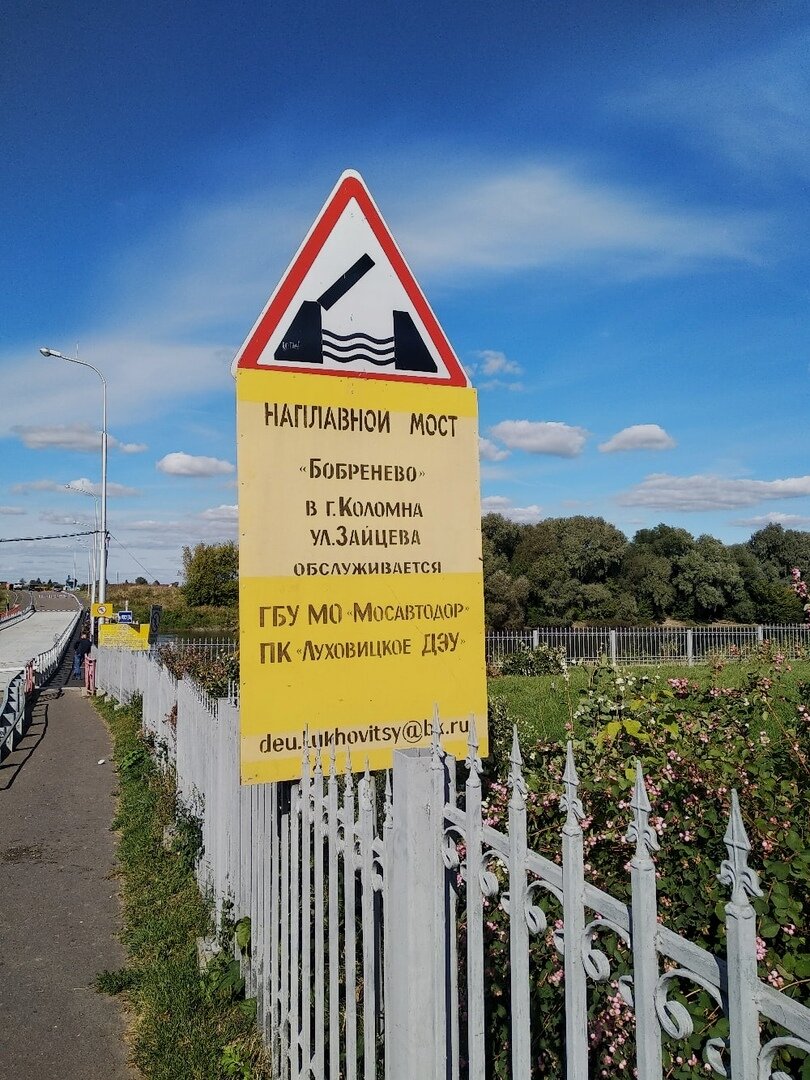 НАПЛАВНОЙ МОСТ
«БОБРЕНЕВО»
В Г.КОЛОМНА
УЛ.ЗАЙЦЕВА
ОБСЛУЖИВАЕТСЯ
ГБУ МО "МОСАВТОДОР"
ПК "ЛУХОВИЦКОЕ ДЭУ"
deu.lukhovitsy@bk.ru